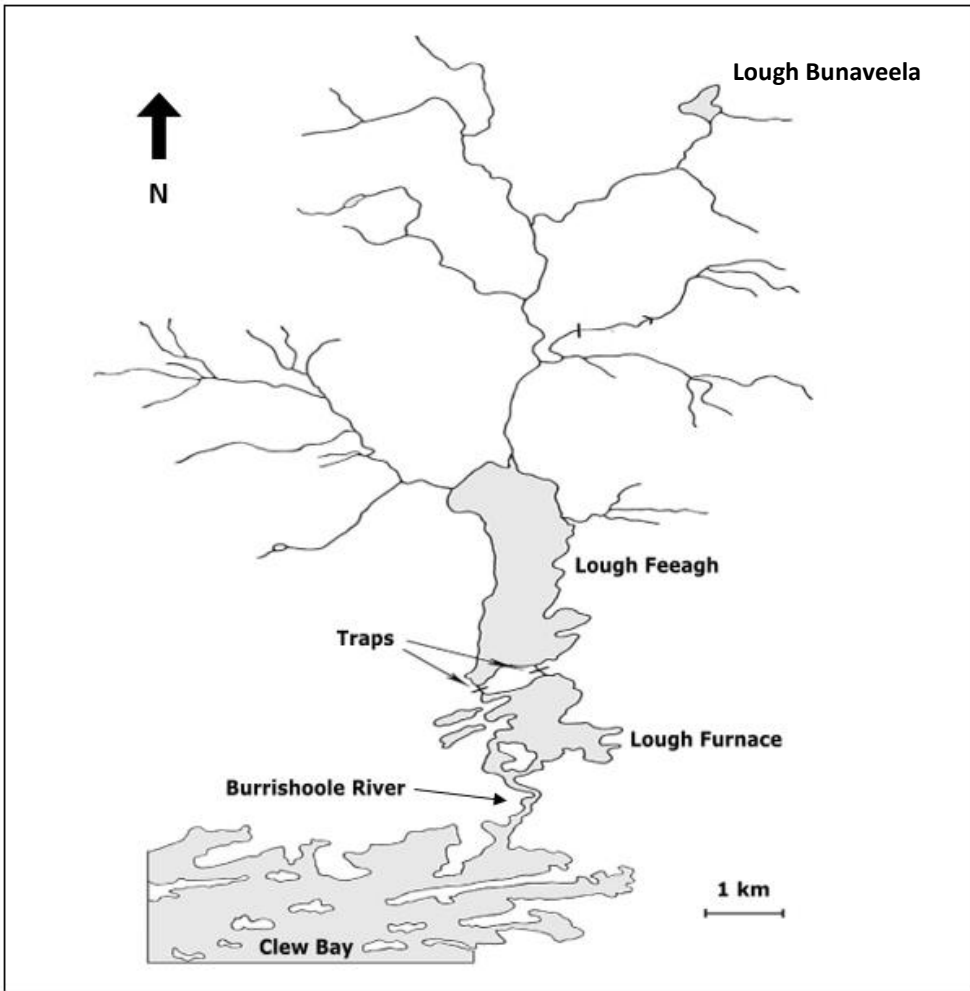 Lough Bunaveela
N
Lough Feeagh
Traps
Lough Furnace
Burrishoole River
1 km
Clew Bay